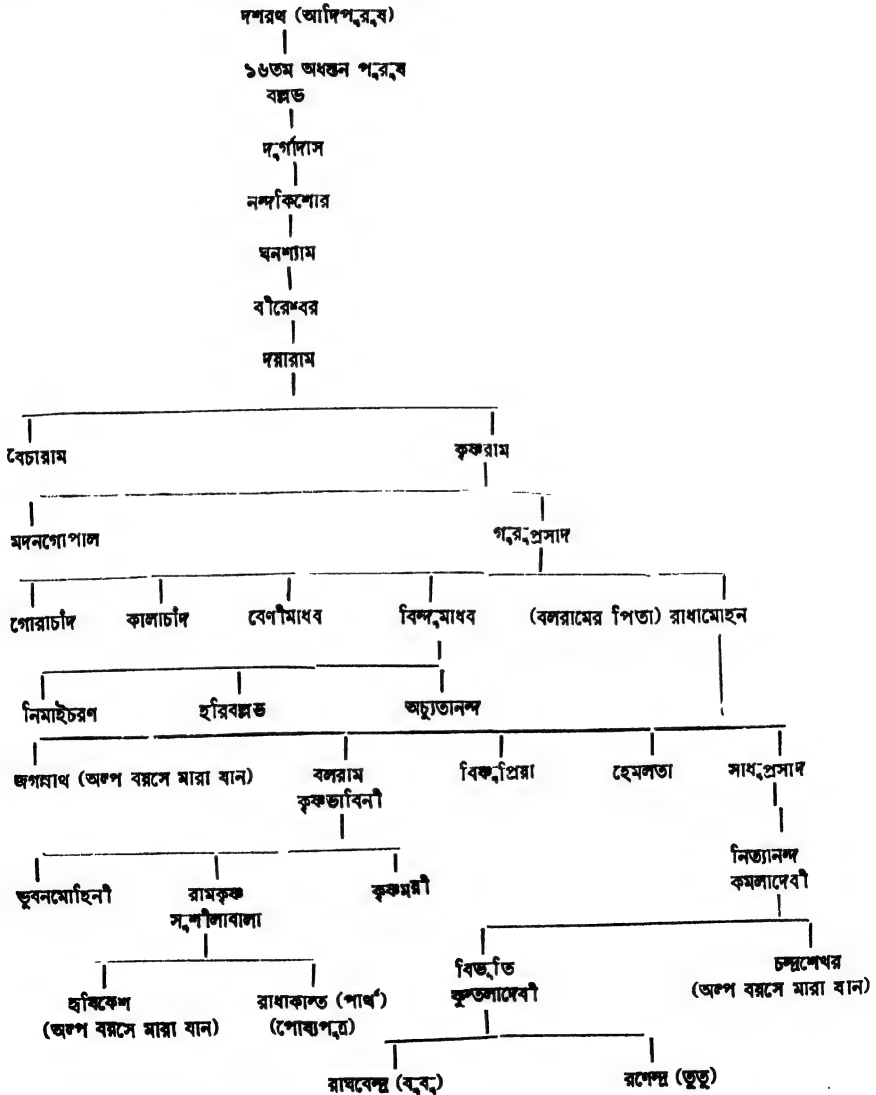 দশরথ (আদিপুরুষ)
১৬তম অধস্তন পুরুষ
বল্লভ
দুর্গাদাস
নন্দকিশোর
ঘনশ্যাম
বীরেশ্বর
দয়ারাম
বেচারাম কৃষ্ণরাম
মদনগোপাল গুরুপ্রসাদ
গোরাচাঁদ কালাচাঁদ বেণীমাধব বিন্দুমাধব (বলরামের পিতা) রাধামোহন
নিমাইচরণ হরিবল্লভ অচ্যুতানন্দ
জগন্নাথ (অল্প বয়সে মারা যান) বলরাম বিষ্ণুপ্রিয়া হেমলতা সাধুপ্রসাদ
কৃষ্ণভাবিনী
নিত্যানন্দ
কমলাদেবী
ভুবনমোহিনী রামকৃষ্ণ কৃষ্ণময়ী
সুশীলাবালা
বিভূতি চন্দ্রশেখর
কুন্তলাদেবী (অল্প বয়সে মারা যান)
হৃষিকেশ রাধাকান্ত (পার্থ)
(অল্প বয়সে মারা যান) (পোষ্যপুত্র)
রাঘবেন্দ্র (বুবু) রণেন্দ্র (তুতু)